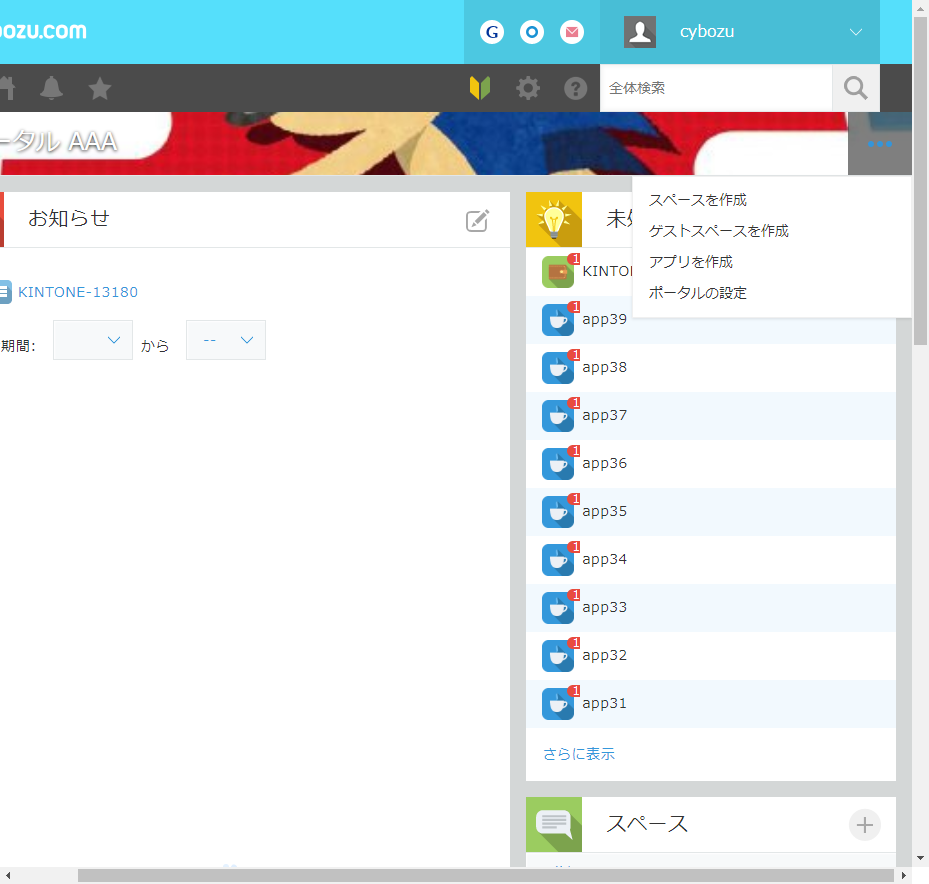 ozu.com
G
cybozu
全体検索
ータル AAA
•••
スペースを作成
ゲストスペースを作成
アプリを作成
ポータルの設定
お知らせ
KINTONE-13180
期間: から --
未
1
KINTO
1
app39
1
app38
1
app37
1
app36
1
app35
1
app34
1
app33
1
app32
1
app31
さらに表示
スペース